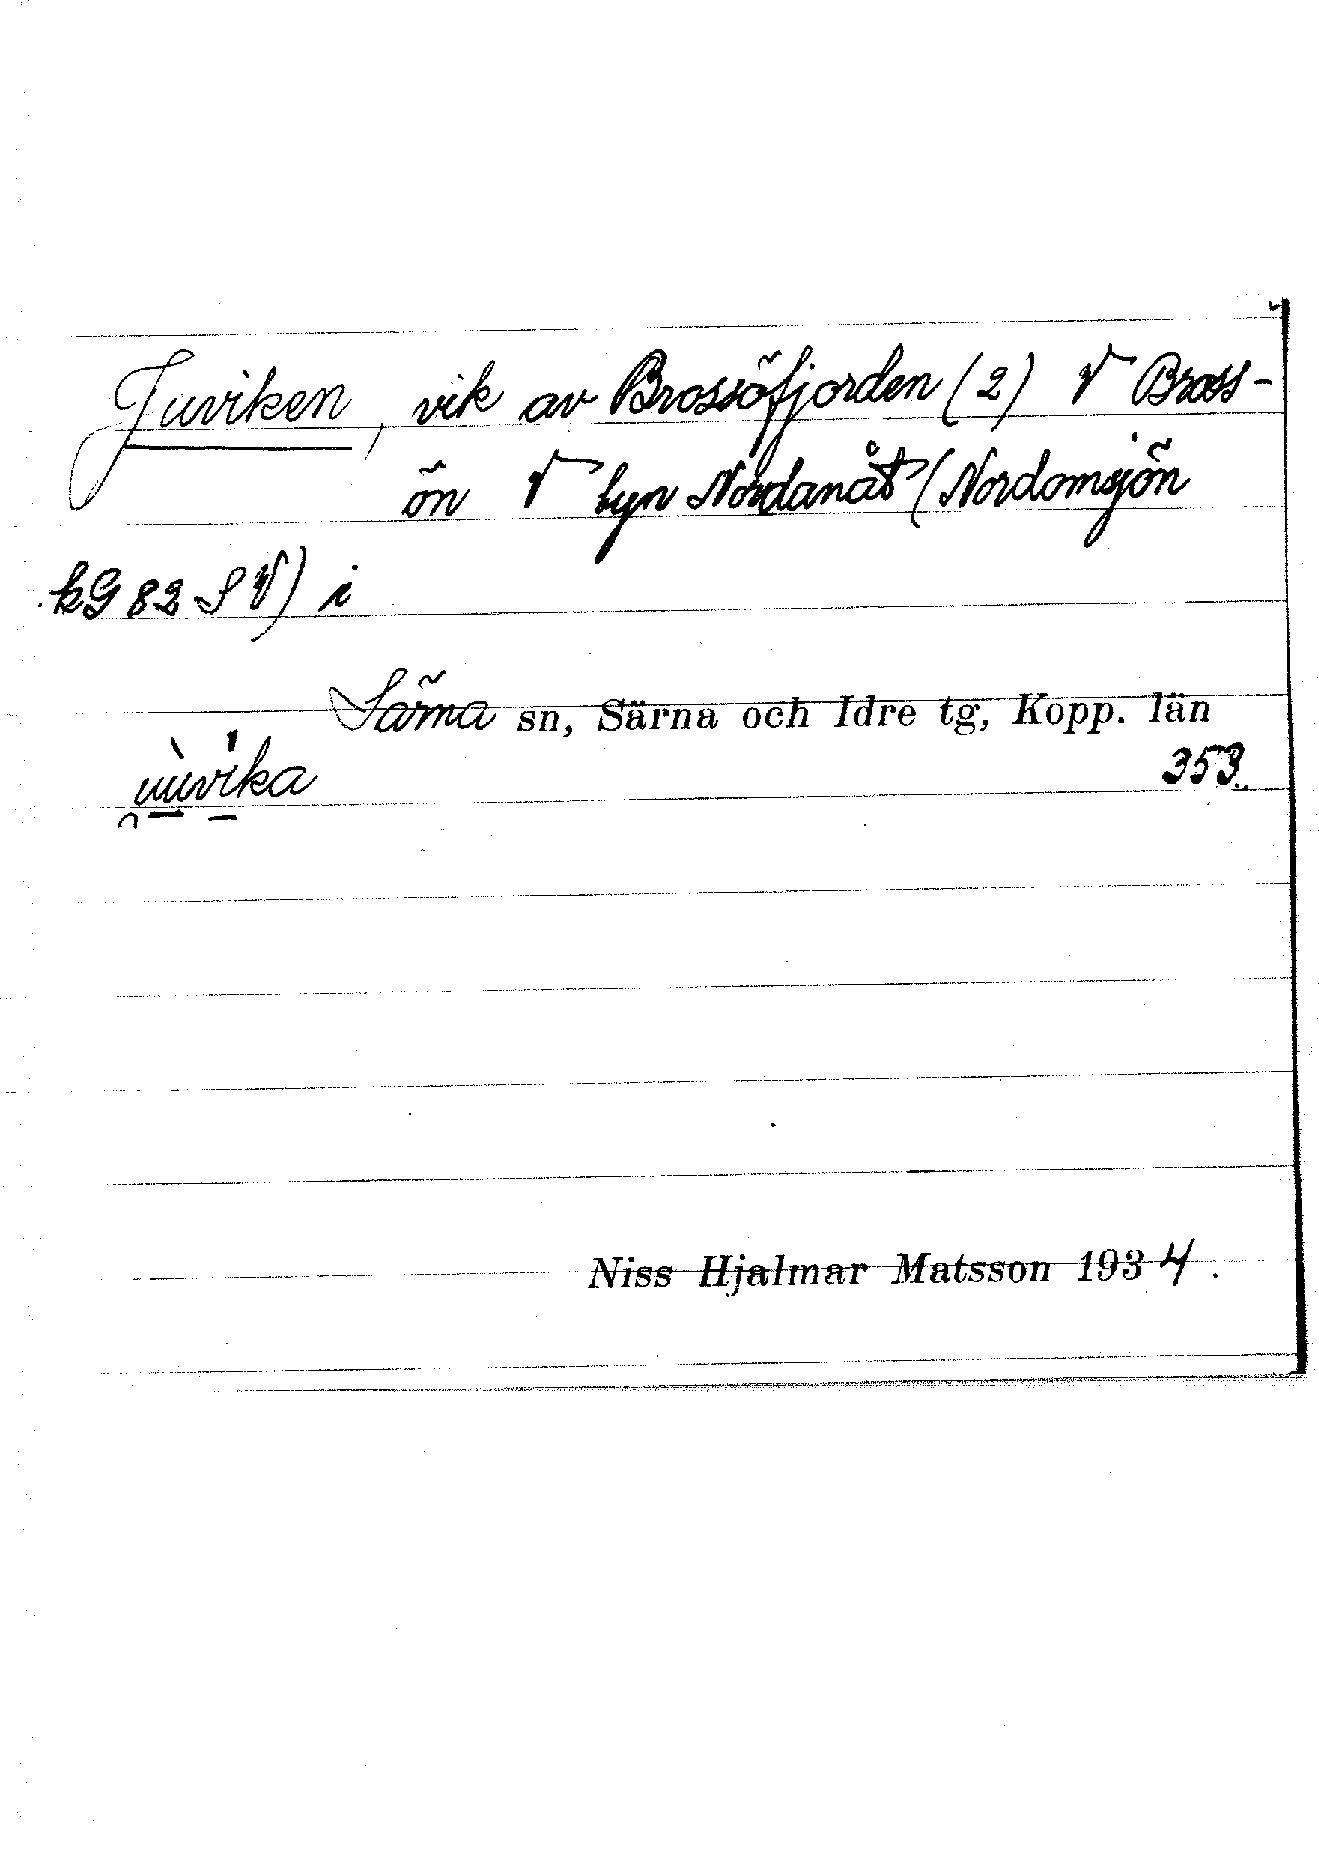 Juviken, vik av Brossöfjorden (2) V Bross-
ön V byn Nordanåt (Nordomsjön
kG 82 SV) i
Särna sn, Särna och Idre tg, Kopp. län
353.
Niss Hjalmar Matsson 1934.